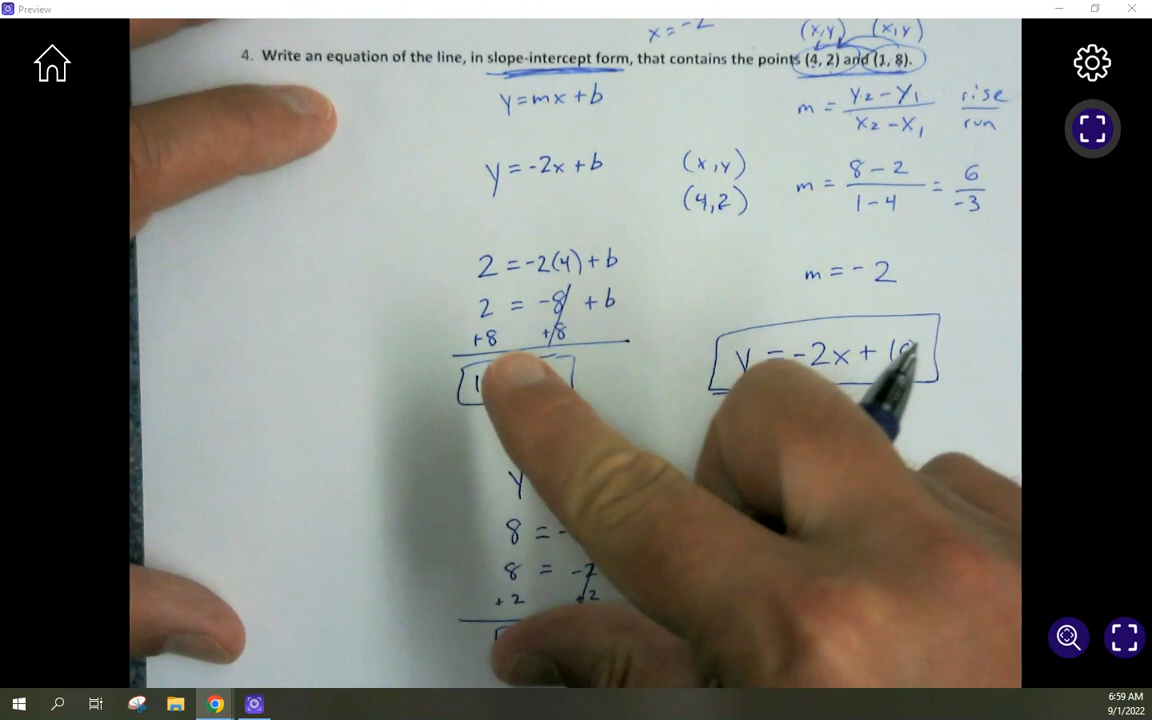 Preview
x = -2
(x,y) (x,y)
4. Write an equation of the line, in slope-intercept form, that contains the points (4, 2) and (1, 8).
y = mx + b
m = y2 - y1 / x2 - x1 rise / run
y = -2x + b
(x,y)
(4,2)
m = 8 - 2 / 1 - 4 = 6 / -3
2 = -2(4) + b
m = -2
2 = -8 + b
+8 +8
y = -2x + 10
1
y
8 = -
8 = -2
+2 +2
6:59 AM
9/1/2022